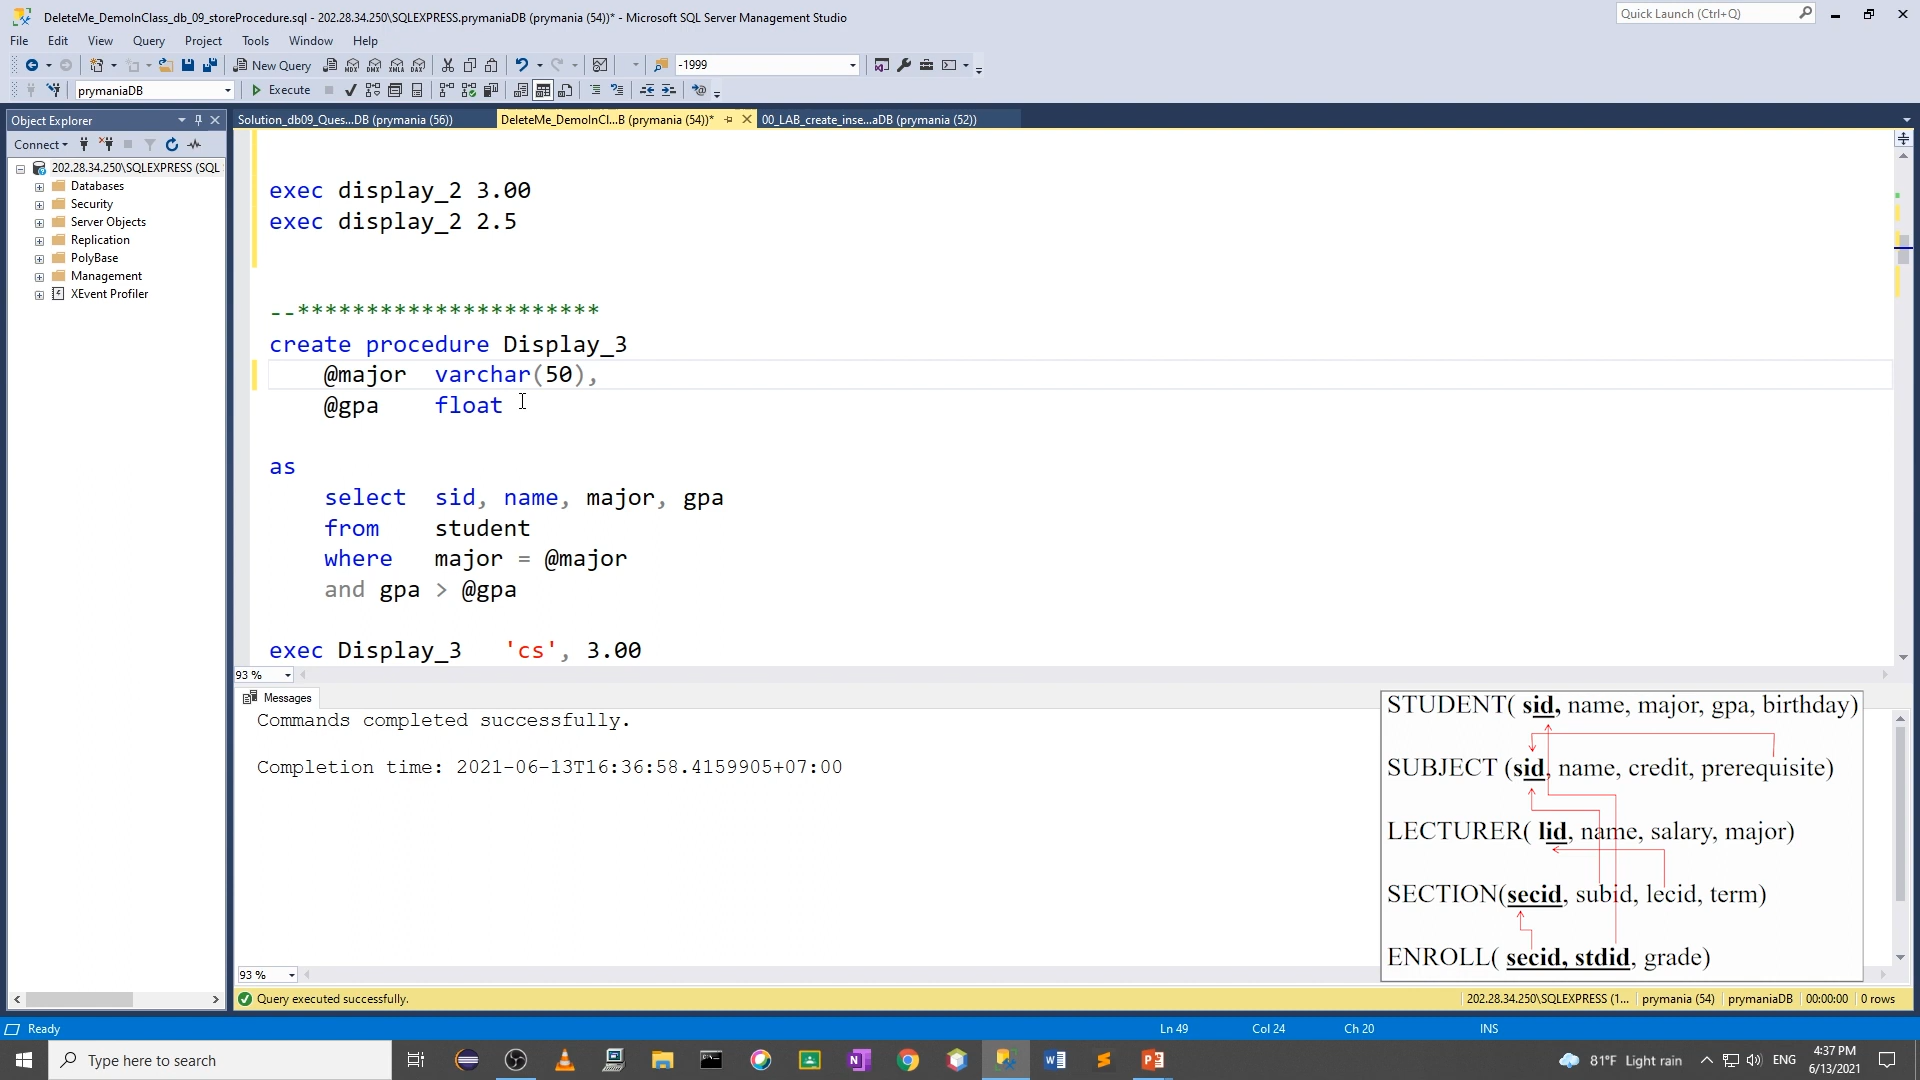 DeleteMe_DemoInClass_db_09_storeProcedure.sql - 202.28.34.250\SQLEXPRESS.prymaniaDB (prymania (54))* - Microsoft SQL Server Management Studio
Quick Launch (Ctrl+Q)
File Edit View Query Project Tools Window Help
New Query
MDX DMX XMLA DAX
-1999
prymaniaDB
Execute
Object Explorer
Solution_db09_Ques...DB (prymania (56))
DeleteMe_DemoInCl...B (prymania (54))*
00_LAB_create_inse...aDB (prymania (52))
Connect
202.28.34.250\SQLEXPRESS (SQL
Databases
Security
Server Objects
Replication
PolyBase
Management
XEvent Profiler
exec display_2 3.00
exec display_2 2.5
--**********************
create procedure Display_3
@major varchar(50),
@gpa float
as
select sid, name, major, gpa
from student
where major = @major
and gpa > @gpa
exec Display_3 'cs', 3.00
93 %
Messages
Commands completed successfully.
Completion time: 2021-06-13T16:36:58.4159905+07:00
STUDENT( sid, name, major, gpa, birthday)
SUBJECT (sid, name, credit, prerequisite)
LECTURER( lid, name, salary, major)
SECTION(secid, subid, lecid, term)
ENROLL( secid, stdid, grade)
93 %
Query executed successfully.
202.28.34.250\SQLEXPRESS (1...
prymania (54)
prymaniaDB
00:00:00
0 rows
Ready
Ln 49
Col 24
Ch 20
INS
Type here to search
81°F Light rain
ENG
4:37 PM
6/13/2021